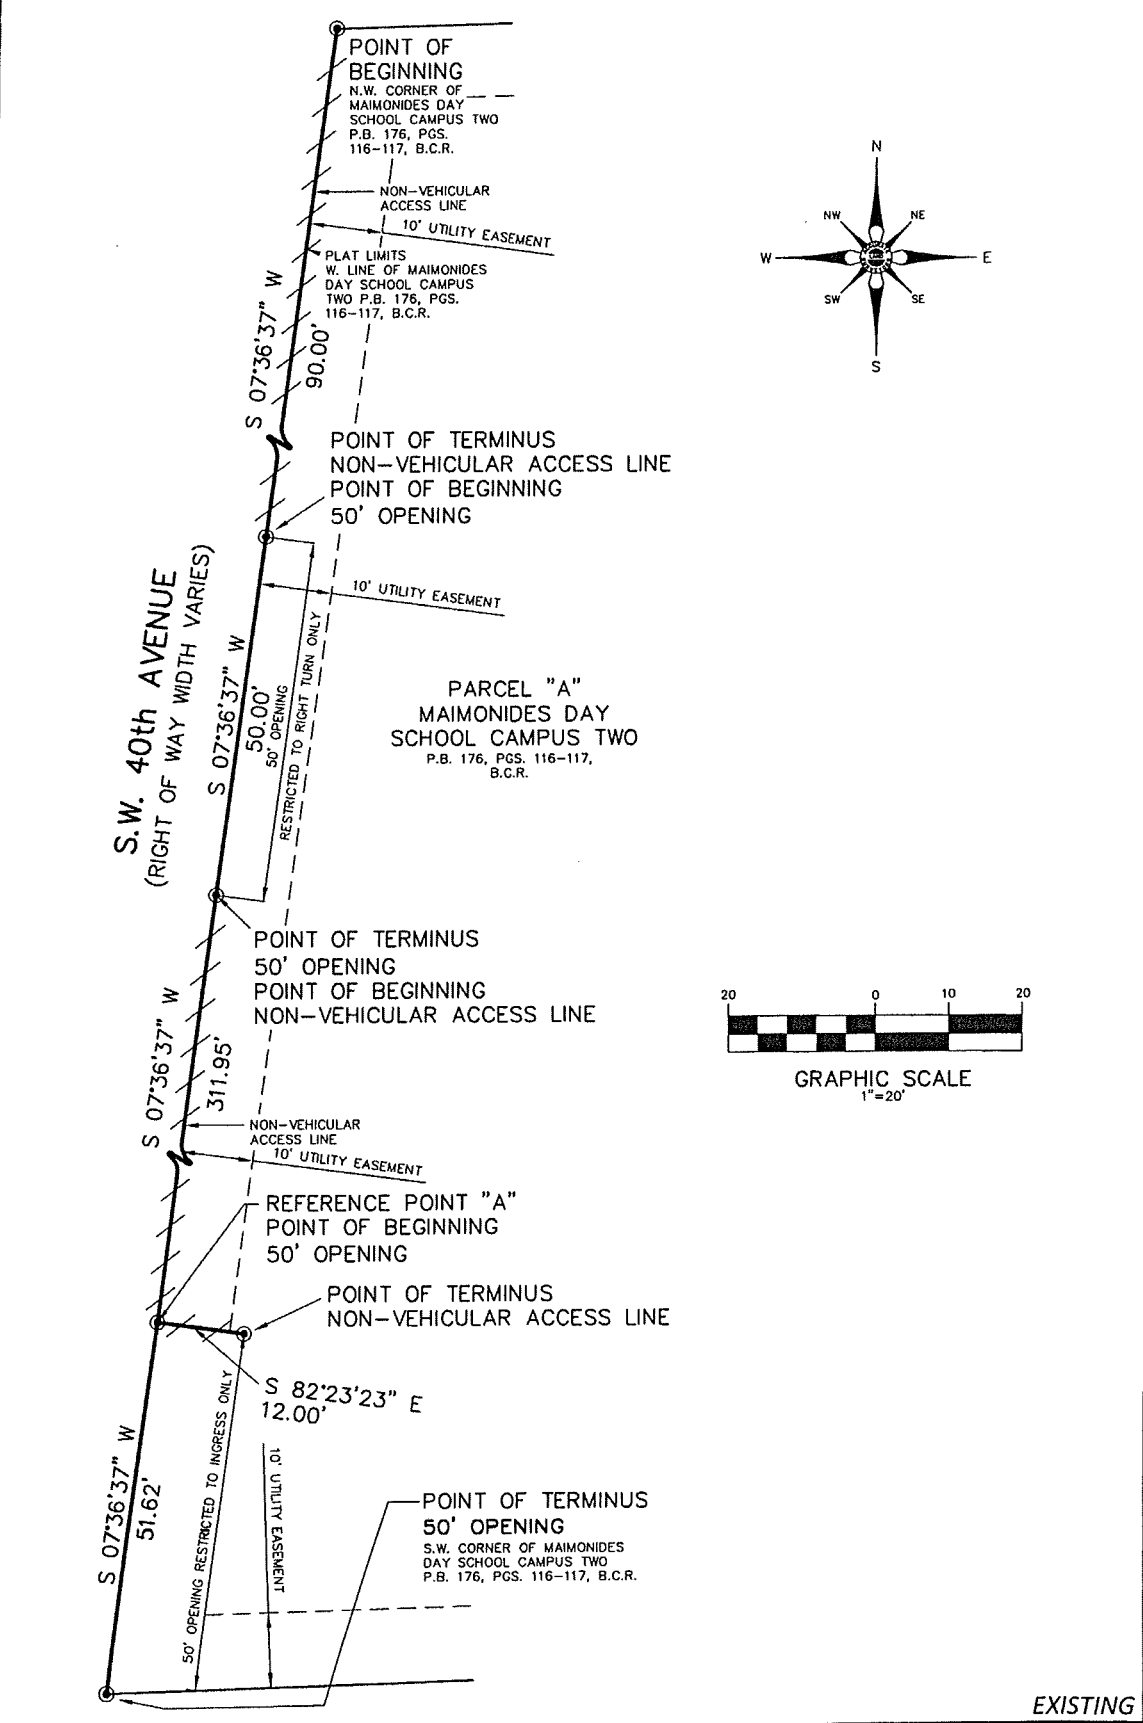 POINT OF
BEGINNING
N.W. CORNER OF
MAIMONIDES DAY
SCHOOL CAMPUS TWO
P.B. 176, PGS.
116-117, B.C.R.
NON-VEHICULAR
ACCESS LINE
10' UTILITY EASEMENT
PLAT LIMITS
W. LINE OF MAIMONIDES
DAY SCHOOL CAMPUS
TWO P.B. 176, PGS.
116-117, B.C.R.
S 07°36'37" W
90.00'
N
NW
NE
W
E
SW
SE
S
POINT OF TERMINUS
NON-VEHICULAR ACCESS LINE
POINT OF BEGINNING
50' OPENING
10' UTILITY EASEMENT
S.W. 40th AVENUE
(RIGHT OF WAY WIDTH VARIES)
S 07°36'37" W
50.00'
50' OPENING
RESTRICTED TO RIGHT TURN ONLY
PARCEL "A"
MAIMONIDES DAY
SCHOOL CAMPUS TWO
P.B. 176, PGS. 116-117,
B.C.R.
POINT OF TERMINUS
50' OPENING
POINT OF BEGINNING
NON-VEHICULAR ACCESS LINE
20 0 10 20
GRAPHIC SCALE
1"=20'
S 07°36'37" W
311.95'
NON-VEHICULAR
ACCESS LINE
10' UTILITY EASEMENT
REFERENCE POINT "A"
POINT OF BEGINNING
50' OPENING
POINT OF TERMINUS
NON-VEHICULAR ACCESS LINE
S 82°23'23" E
12.00'
S 07°36'37" W
51.62'
50' OPENING RESTRICTED TO INGRESS ONLY
10' UTILITY EASEMENT
POINT OF TERMINUS
50' OPENING
S.W. CORNER OF MAIMONIDES
DAY SCHOOL CAMPUS TWO
P.B. 176, PGS. 116-117, B.C.R.
EXISTING